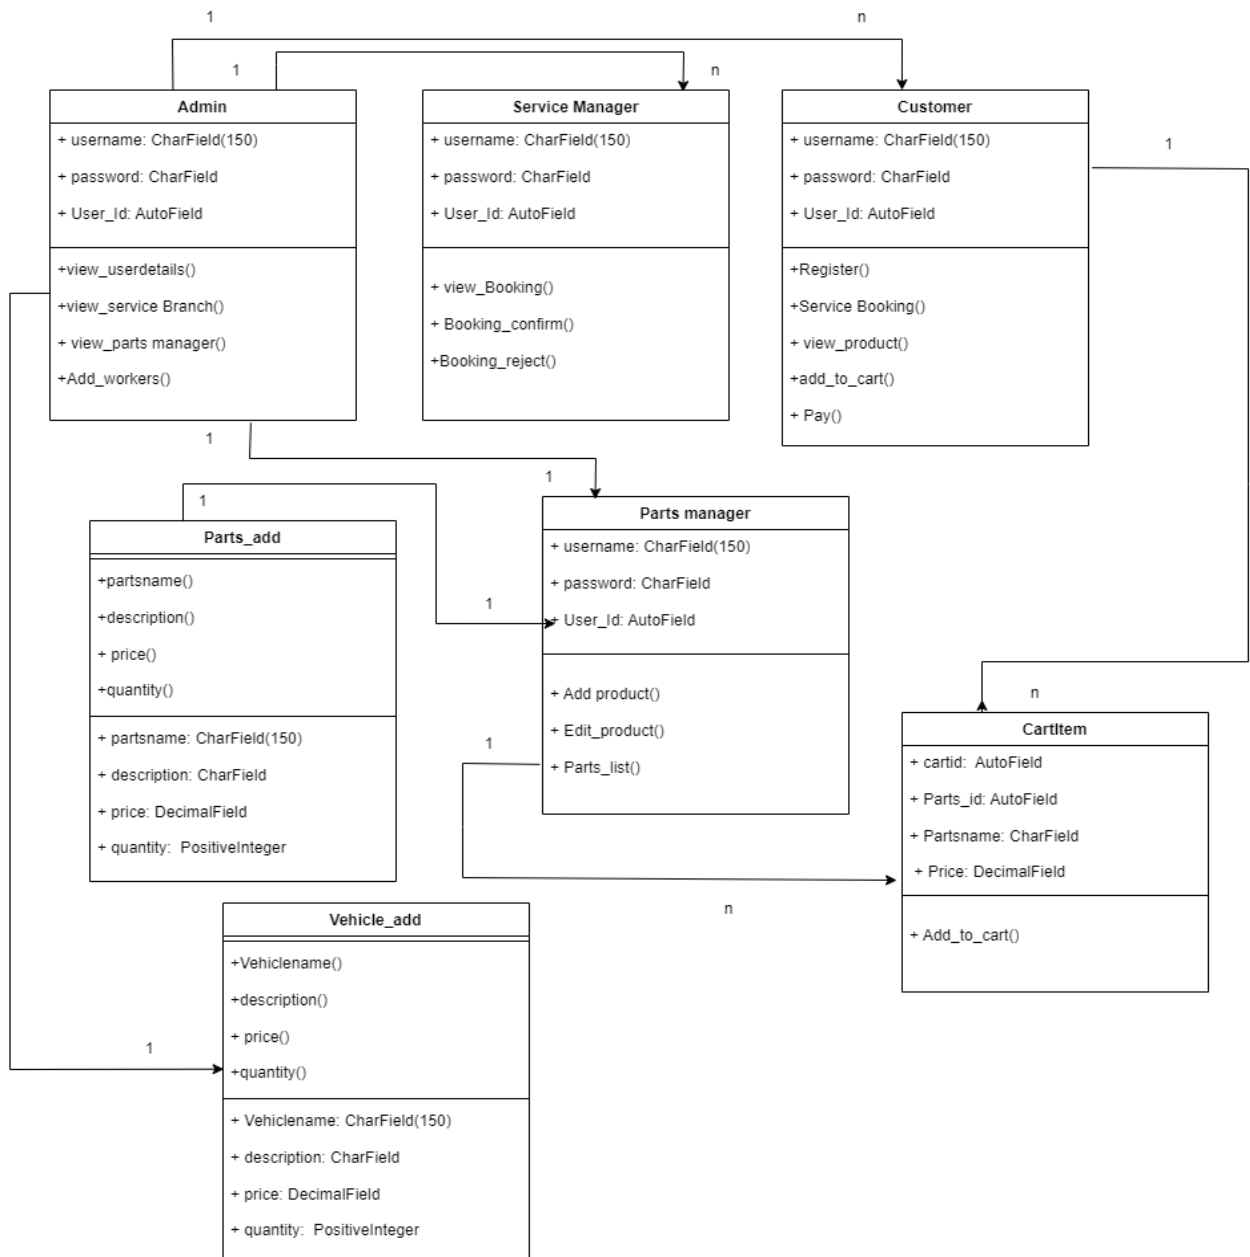 1
n
1
n
Admin
+ username: CharField(150)
+ password: CharField
+ User_Id: AutoField
+view_userdetails()
+view_service Branch()
+ view_parts manager()
+Add_workers()
Service Manager
+ username: CharField(150)
+ password: CharField
+ User_Id: AutoField
+ view_Booking()
+ Booking_confirm()
+Booking_reject()
Customer
+ username: CharField(150)
+ password: CharField
+ User_Id: AutoField
+Register()
+Service Booking()
+ view_product()
+add_to_cart()
+ Pay()
1
1
1
1
1
Parts_add
+partsname()
+description()
+ price()
+quantity()
+ partsname: CharField(150)
+ description: CharField
+ price: DecimalField
+ quantity:  PositiveInteger
Parts manager
+ username: CharField(150)
+ password: CharField
+ User_Id: AutoField
+ Add product()
+ Edit_product()
+ Parts_list()
1
n
n
CartItem
+ cartid:  AutoField
+ Parts_id: AutoField
+ Partsname: CharField
+ Price: DecimalField
+ Add_to_cart()
1
Vehicle_add
+Vehiclename()
+description()
+ price()
+quantity()
+ Vehiclename: CharField(150)
+ description: CharField
+ price: DecimalField
+ quantity:  PositiveInteger